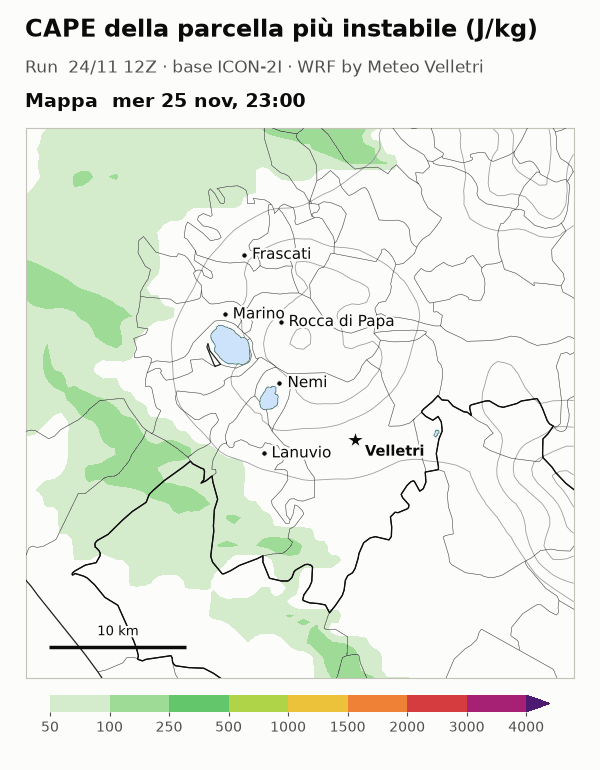 CAPE della parcella più instabile (J/kg)
Run  24/11 12Z · base ICON-2I · WRF by Meteo Velletri
Mappa  mer 25 nov, 23:00
Frascati
Marino
Rocca di Papa
Nemi
Velletri
Lanuvio
10 km
50 100 250 500 1000 1500 2000 3000 4000